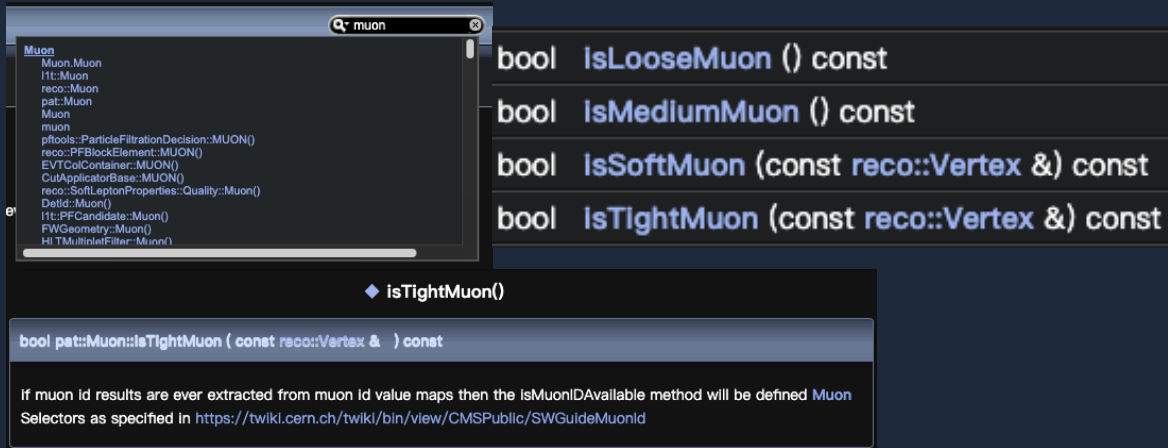 muon
Muon
Muon.Muon
l1t::Muon
reco::Muon
pat::Muon
Muon
muon
pftools::ParticleFiltrationDecision::MUON()
reco::PFBlockElement::MUON()
EVTColContainer::MUON()
CutApplicatorBase::MUON()
reco::SoftLeptonProperties::Quality::Muon()
DetId::Muon()
l1t::PFCandidate::Muon()
FWGeometry::Muon()
HLTMultipletFilter::Muon()
bool isLooseMuon () const
bool isMediumMuon () const
bool isSoftMuon (const reco::Vertex &) const
bool isTightMuon (const reco::Vertex &) const
◆ isTightMuon()
bool pat::Muon::isTightMuon ( const reco::Vertex & ) const
If muon id results are ever extracted from muon id value maps then the isMuonIDAvailable method will be defined Muon
Selectors as specified in https://twiki.cern.ch/twiki/bin/view/CMSPublic/SWGuideMuonId